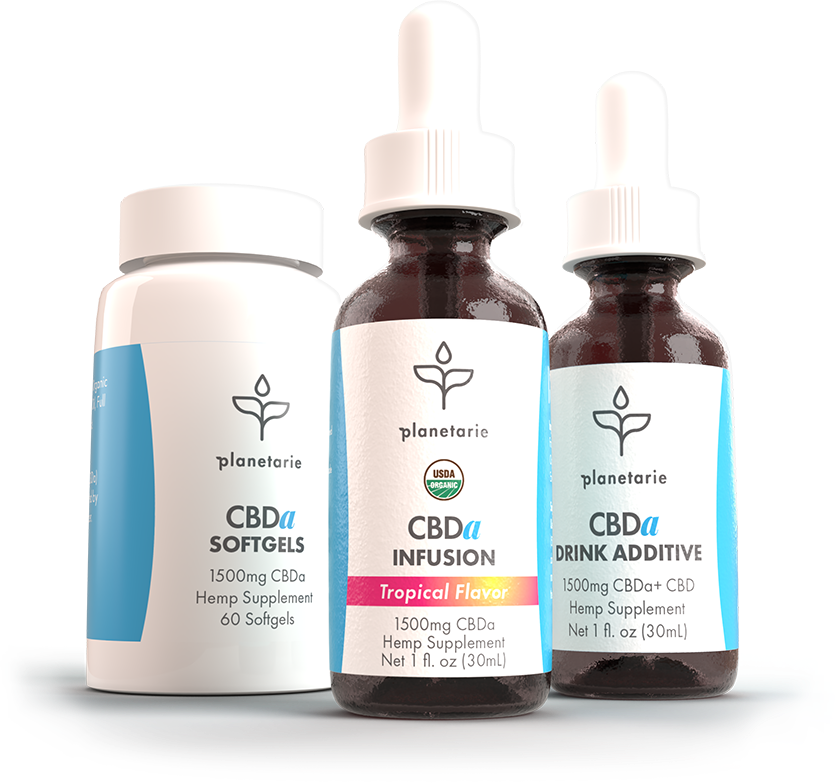 planetarie
CBDa
SOFTGELS
1500mg CBDa
Hemp Supplement
60 Softgels
planetarie
USDA
ORGANIC
CBDa
INFUSION
Tropical Flavor
1500mg CBDa
Hemp Supplement
Net 1 fl. oz (30mL)
planetarie
CBDa
DRINK ADDITIVE
1500mg CBDa+ CBD
Hemp Supplement
Net 1 fl. oz (30mL)